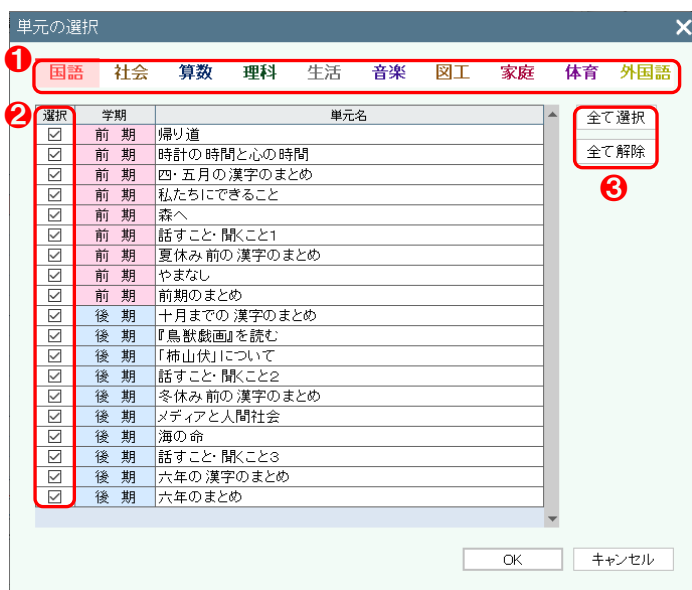 単元の選択
1
国語 社会 算数 理科 生活 音楽 図工 家庭 体育 外国語
2
選択 学期 単元名
前 期 帰り道
前 期 時計の時間と心の時間
前 期 四・五月の漢字のまとめ
前 期 私たちにできること
前 期 森へ
前 期 話すこと・聞くこと1
前 期 夏休み前の漢字のまとめ
前 期 やまなし
前 期 前期のまとめ
後 期 十月までの漢字のまとめ
後 期 『鳥獣戯画』を読む
後 期 「柿山伏」について
後 期 話すこと・聞くこと2
後 期 冬休み前の漢字のまとめ
後 期 メディアと人間社会
後 期 海の命
後 期 話すこと・聞くこと3
後 期 六年の漢字のまとめ
後 期 六年のまとめ
全て選択
全て解除
3
OK キャンセル